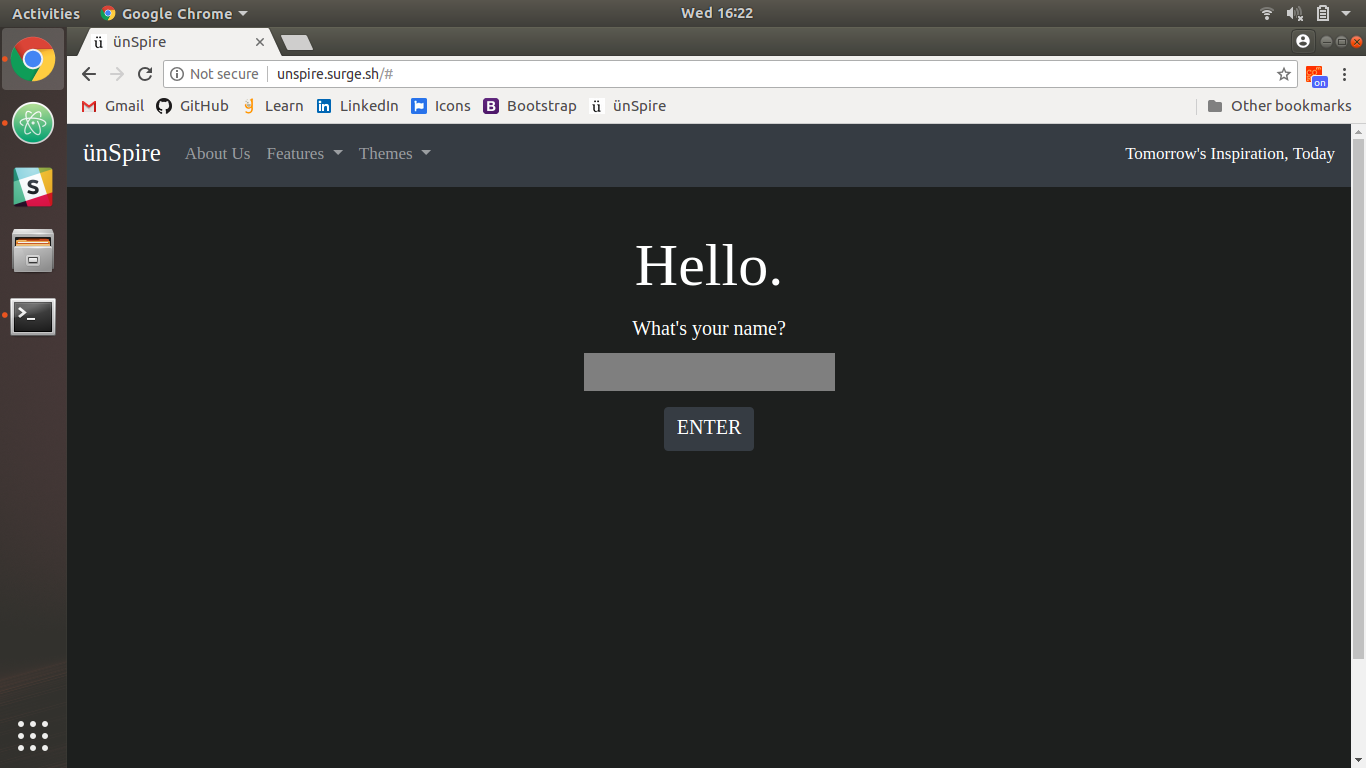 Activities Google Chrome Wed 16:22
ü ünSpire
Not secure unspire.surge.sh/#
on
Gmail GitHub Learn LinkedIn Icons B Bootstrap ü ünSpire Other bookmarks
ünSpire About Us Features Themes Tomorrow's Inspiration, Today
S
Hello.
What's your name?
ENTER